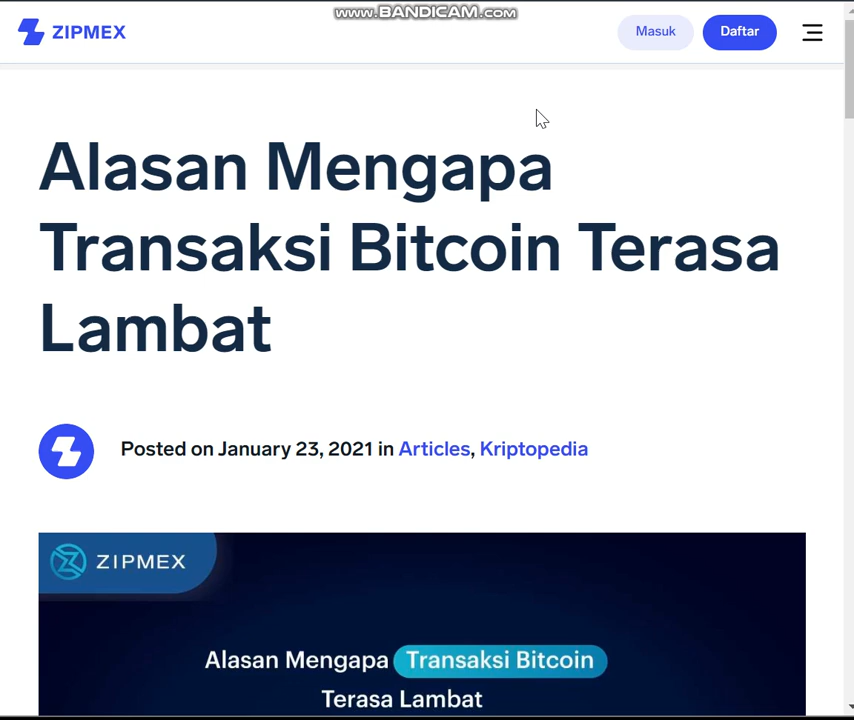 www.BANDICAM.com
ZIPMEX
Masuk
Daftar
Alasan Mengapa
Transaksi Bitcoin Terasa
Lambat
Posted on January 23, 2021 in Articles, Kriptopedia
ZIPMEX
Alasan Mengapa Transaksi Bitcoin
Terasa Lambat